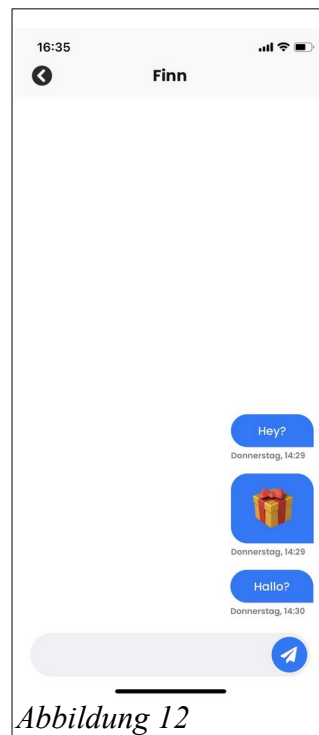 16:35
Finn
Hey?
Donnerstag, 14:29
Donnerstag, 14:29
Hallo?
Donnerstag, 14:30
Abbildung 12